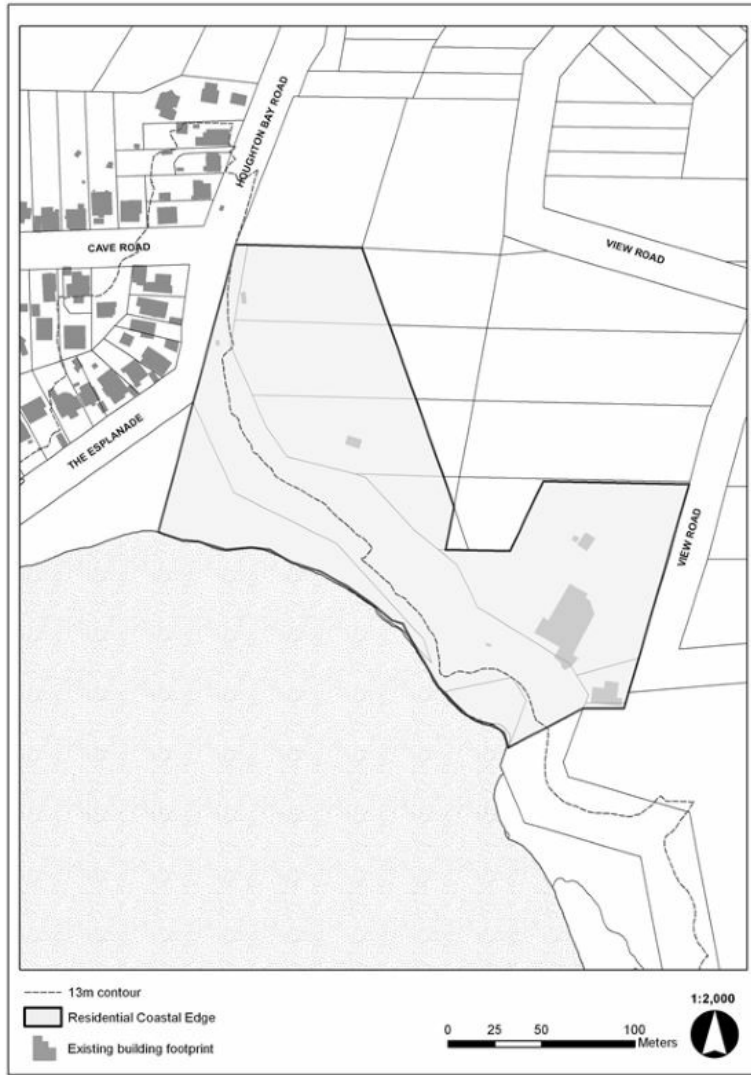 HOUGHTON BAY ROAD
CAVE ROAD
VIEW ROAD
THE ESPLANADE
VIEW ROAD
13m contour
Residential Coastal Edge
Existing building footprint
0 25 50 100
Meters
1:2,000